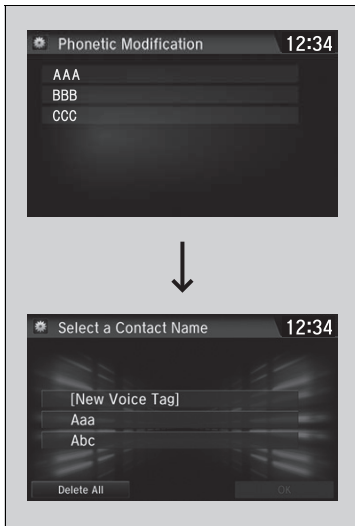 Phonetic Modification 12:34
AAA
BBB
CCC
Select a Contact Name 12:34
[New Voice Tag]
Aaa
Abc
Delete All OK